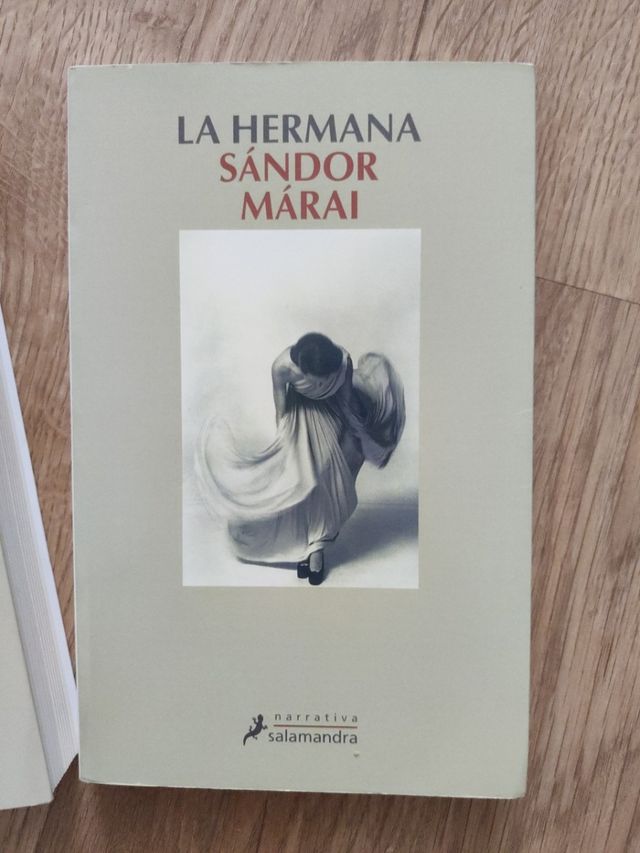 LA HERMANA
SÁNDOR
MÁRAI
narrativa
salamandra